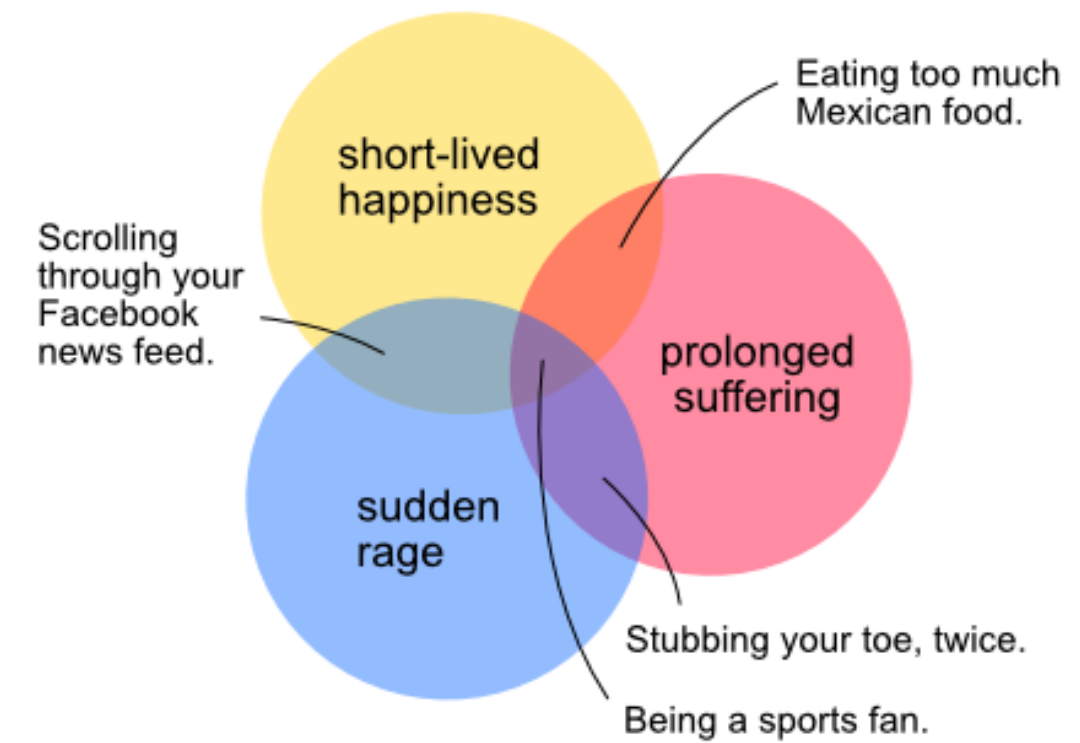 Eating too much
Mexican food.
short-lived
happiness
Scrolling
through your
Facebook
news feed.
prolonged
suffering
sudden
rage
Stubbing your toe, twice.
Being a sports fan.